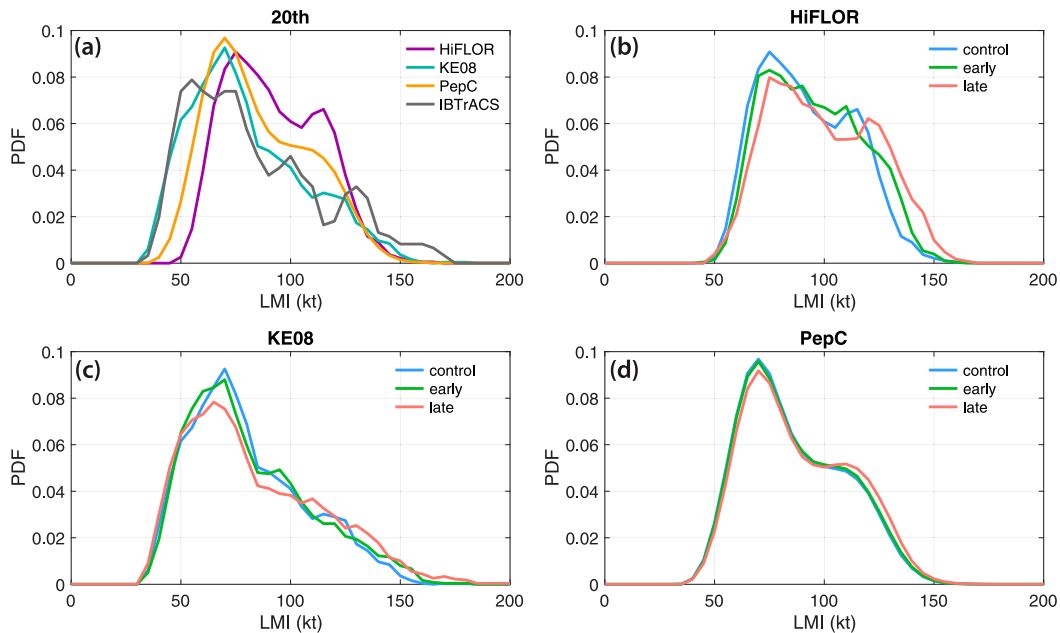 20th
(a)
HiFLOR
KE08
PepC
IBTrACS
PDF
0.1
0.08
0.06
0.04
0.02
0
0 50 100 150 200
LMI (kt)
HiFLOR
(b)
control
early
late
PDF
0.1
0.08
0.06
0.04
0.02
0
0 50 100 150 200
LMI (kt)
KE08
(c)
control
early
late
PDF
0.1
0.08
0.06
0.04
0.02
0
0 50 100 150 200
LMI (kt)
PepC
(d)
control
early
late
PDF
0.1
0.08
0.06
0.04
0.02
0
0 50 100 150 200
LMI (kt)